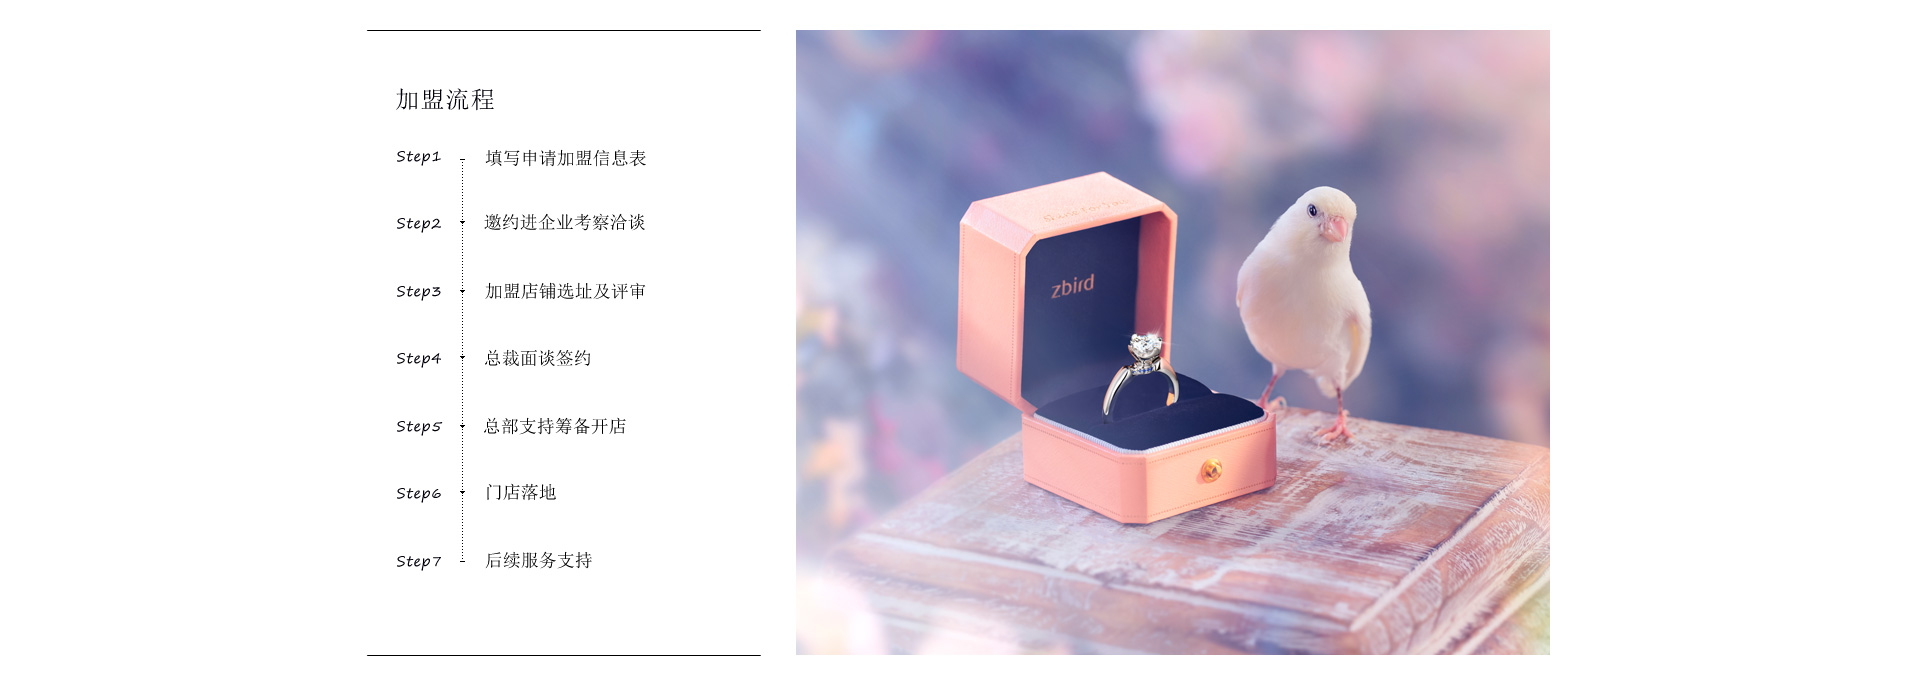 加盟流程
Step1 填写申请加盟信息表
Step2 邀约进企业考察洽谈
Step3 加盟店铺选址及评审
Step4 总裁面谈签约
Step5 总部支持筹备开店
Step6 门店落地
Step7 后续服务支持
zbird